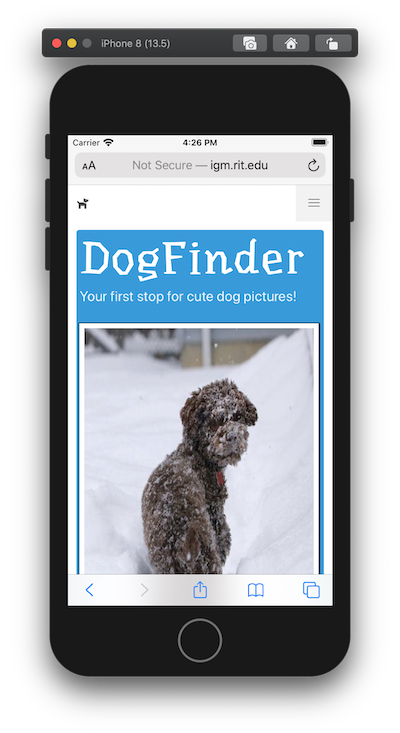 iPhone 8 (13.5)
Carrier 4:26 PM
AA Not Secure — igm.rit.edu
DogFinder
Your first stop for cute dog pictures!